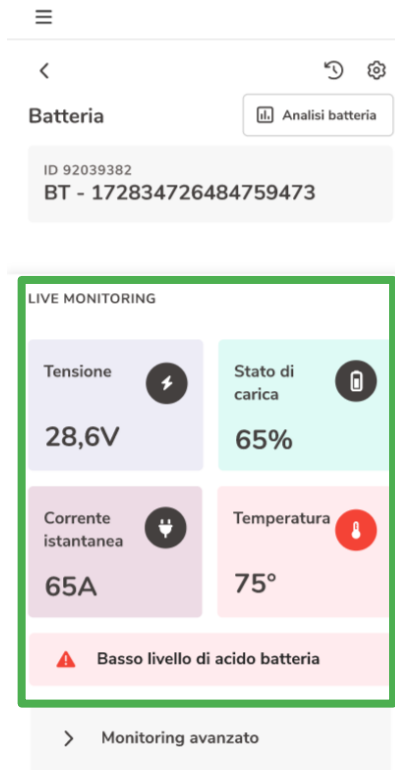 Batteria
Analisi batteria
ID 92039382
BT - 172834726484759473
LIVE MONITORING
Tensione
28,6V
Stato di
carica
65%
Corrente
istantanea
65A
Temperatura
75°
Basso livello di acido batteria
Monitoring avanzato